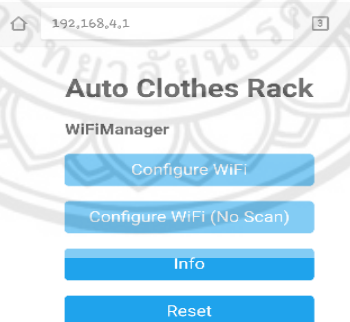 192.168.4.1
3
Auto Clothes Rack
WiFiManager
Configure WiFi
Configure WiFi (No Scan)
Info
Reset